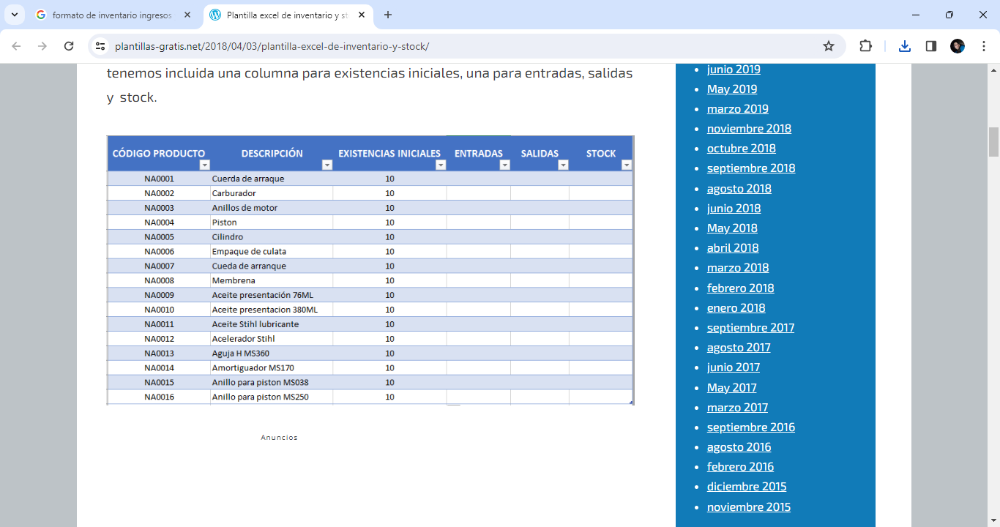 formato de inventario ingresos
Plantilla excel de inventario y st
plantillas-gratis.net/2018/04/03/plantilla-excel-de-inventario-y-stock/
tenemos incluida una columna para existencias iniciales, una para entradas, salidas
y stock.
CÓDIGO PRODUCTO DESCRIPCIÓN EXISTENCIAS INICIALES ENTRADAS SALIDAS STOCK
NA0001 Cuerda de arraque 10
NA0002 Carburador 10
NA0003 Anillos de motor 10
NA0004 Piston 10
NA0005 Cilindro 10
NA0006 Empaque de culata 10
NA0007 Cueda de arranque 10
NA0008 Membrena 10
NA0009 Aceite presentación 76ML 10
NA0010 Aceite presentacion 380ML 10
NA0011 Aceite Stihl lubricante 10
NA0012 Acelerador Stihl 10
NA0013 Aguja H MS360 10
NA0014 Amortiguador MS170 10
NA0015 Anillo para piston MS038 10
NA0016 Anillo para piston MS250 10
Anuncios
junio 2019
May 2019
marzo 2019
noviembre 2018
octubre 2018
septiembre 2018
agosto 2018
junio 2018
May 2018
abril 2018
marzo 2018
febrero 2018
enero 2018
septiembre 2017
agosto 2017
junio 2017
May 2017
marzo 2017
septiembre 2016
agosto 2016
febrero 2016
diciembre 2015
noviembre 2015